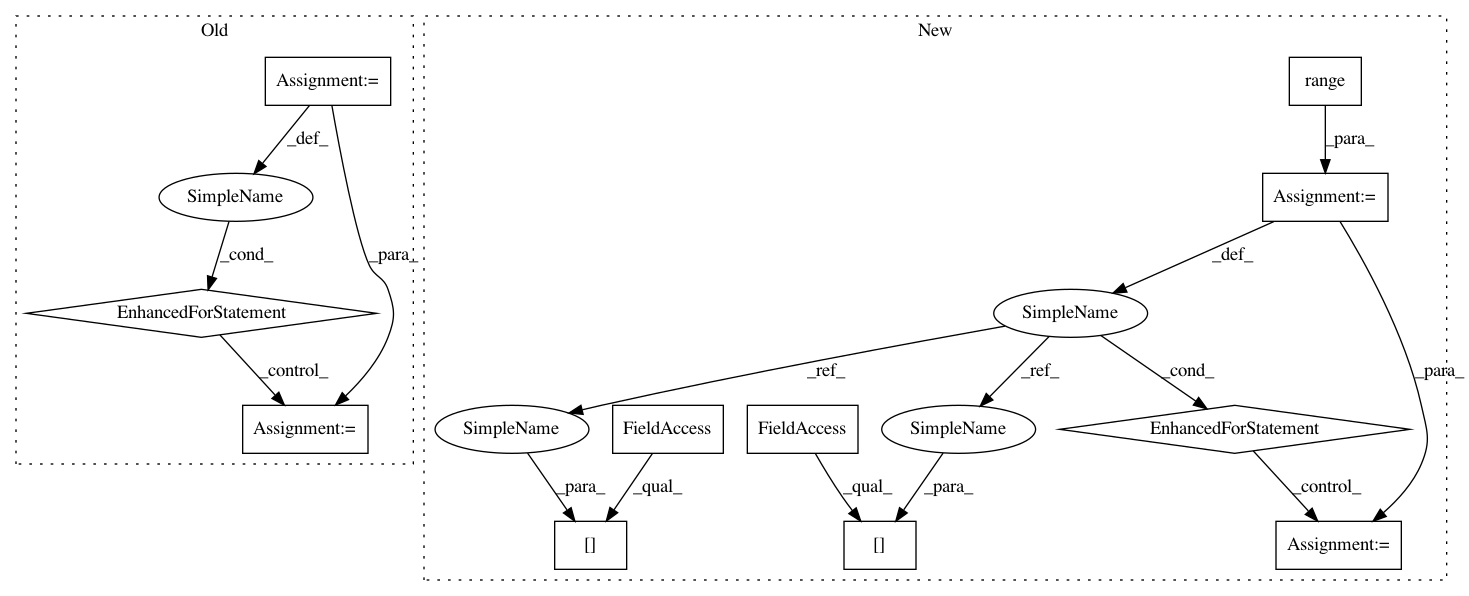 Old
New
Assignment:=
range
_def_
_para_
SimpleName
Assignment:=
_cond_
_para_
_def_
EnhancedForStatement
SimpleName
_control_
_ref_
_ref_
_cond_
_para_
Assignment:=
SimpleName
FieldAccess
FieldAccess
SimpleName
EnhancedForStatement
_para_
_qual_
_qual_
_para_
_control_
[]
[]
Assignment:=